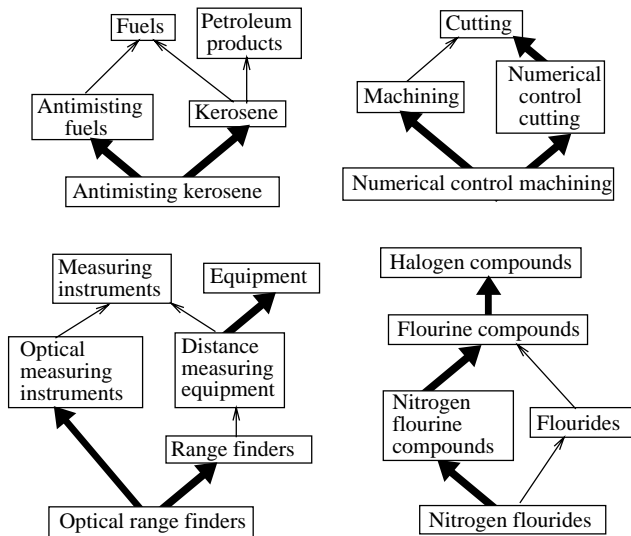 Fuels
Petroleum
products
Antimisting
fuels
Kerosene
Antimisting kerosene
Cutting
Machining
Numerical
control
cutting
Numerical control machining
Measuring
instruments
Equipment
Optical
measuring
instruments
Distance
measuring
equipment
Range finders
Optical range finders
Halogen compounds
Flourine compounds
Nitrogen
flourine
compounds
Flourides
Nitrogen flourides